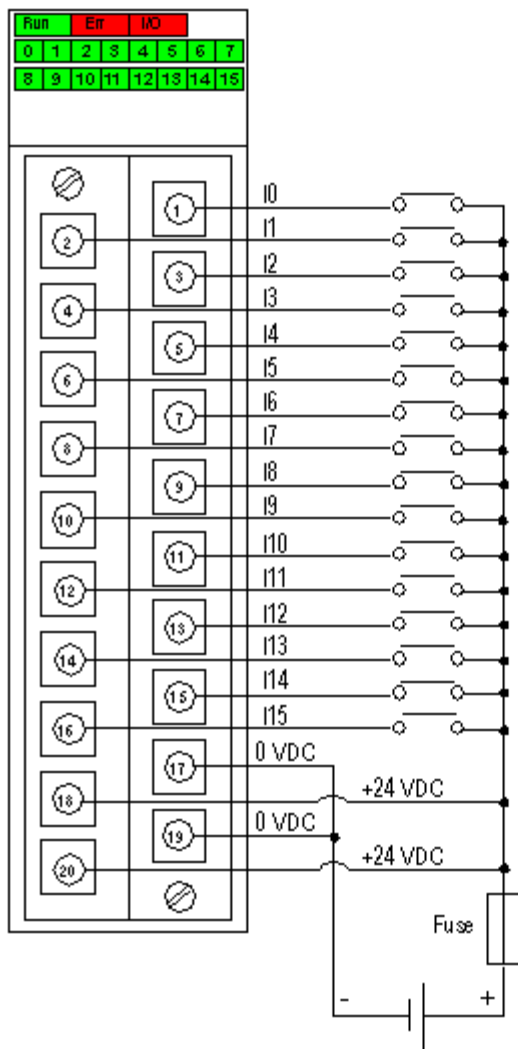 Run Err I/O
0 1 2 3 4 5 6 7
8 9 10 11 12 13 14 15
1 I0
2 I1
3 I2
4 I3
5 I4
6 I5
7 I6
8 I7
9 I8
10 I9
11 I10
12 I11
13 I12
14 I13
15 I14
16 I15
17 0 VDC
18 +24 VDC
19 0 VDC
20 +24 VDC
Fuse
- +